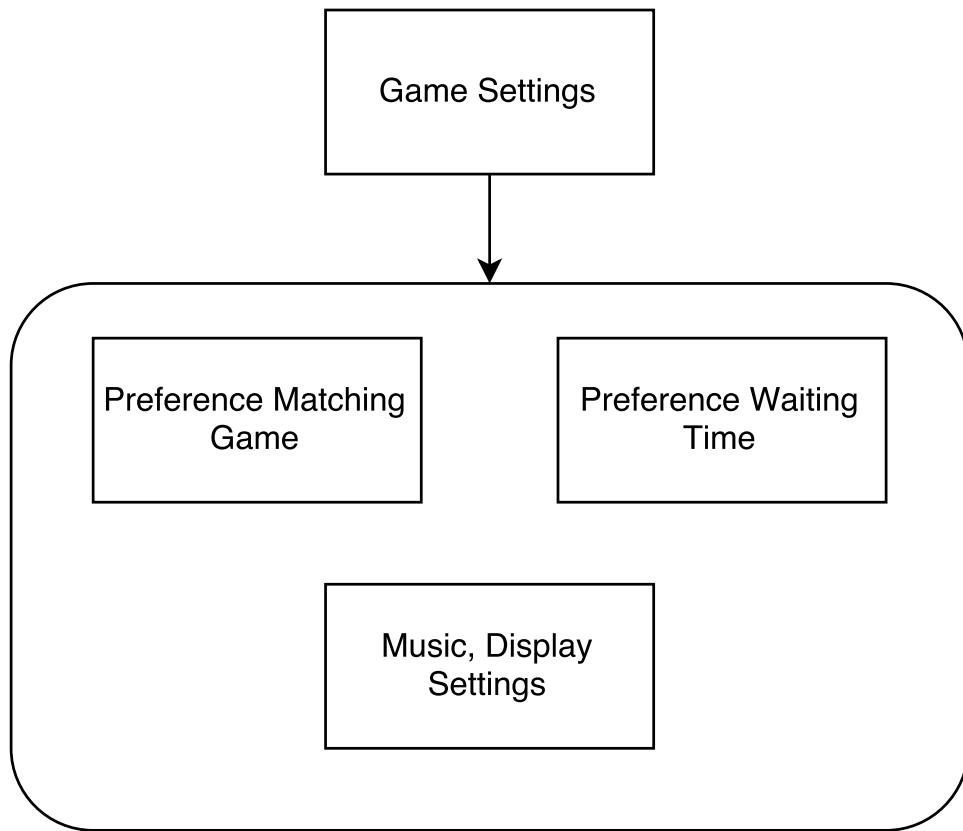 Game Settings
Preference Matching
Game
Preference Waiting
Time
Music, Display
Settings